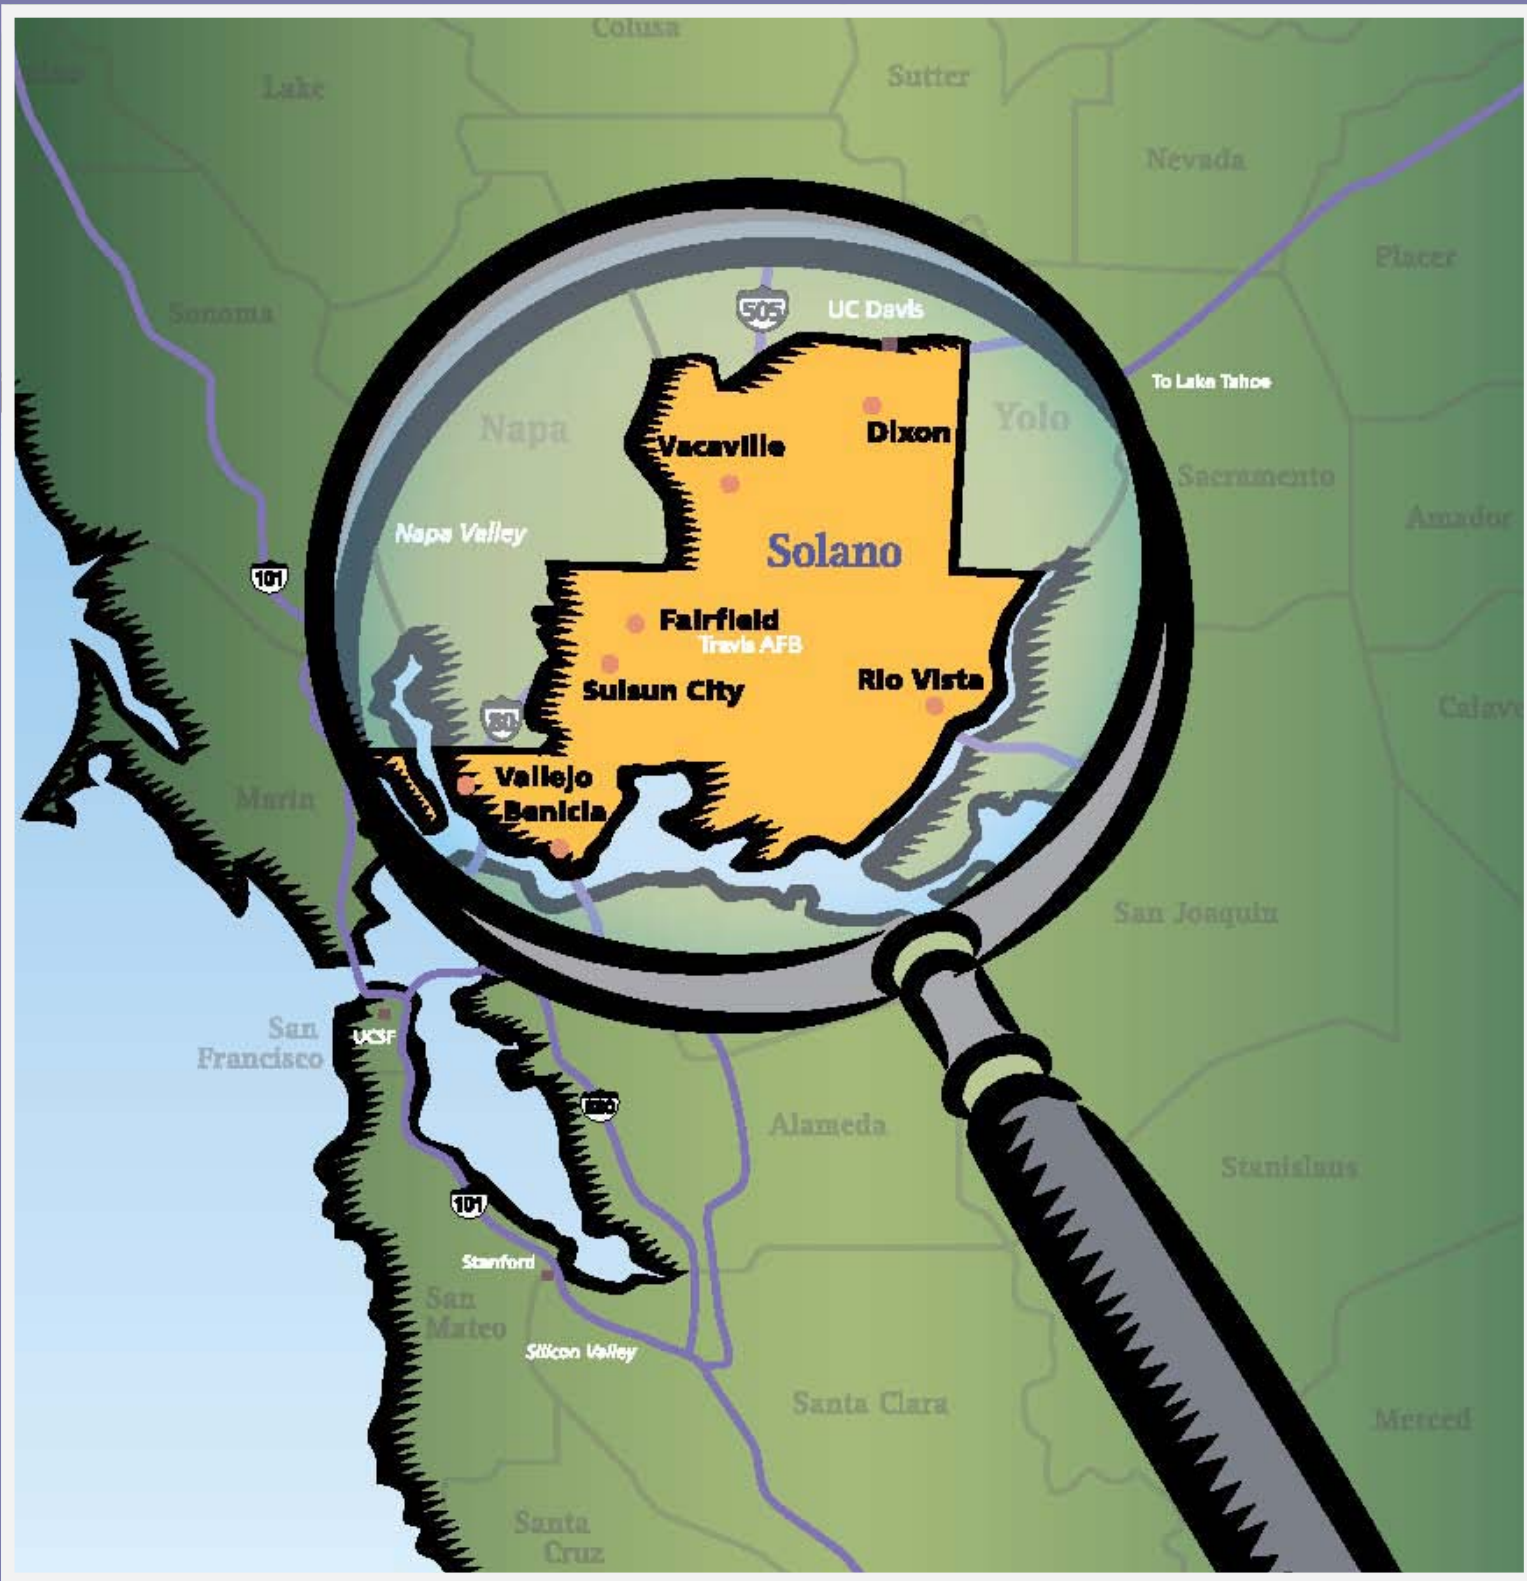 Colusa
Lake
Sutter
Nevada
Placer
Sonoma
505
UC Davis
To Lake Tahoe
Napa
Yolo
Vacaville
Dixon
Sacramento
Amador
Napa Valley
Solano
101
Fairfield
Travis AFB
Suisun City
Rio Vista
Calave
80
Vallejo
Benicia
Marin
San Joaquin
San
Francisco
UCSF
Alameda
Stanislaus
101
Stanford
San
Mateo
Silicon Valley
Santa Clara
Merced
Santa
Cruz